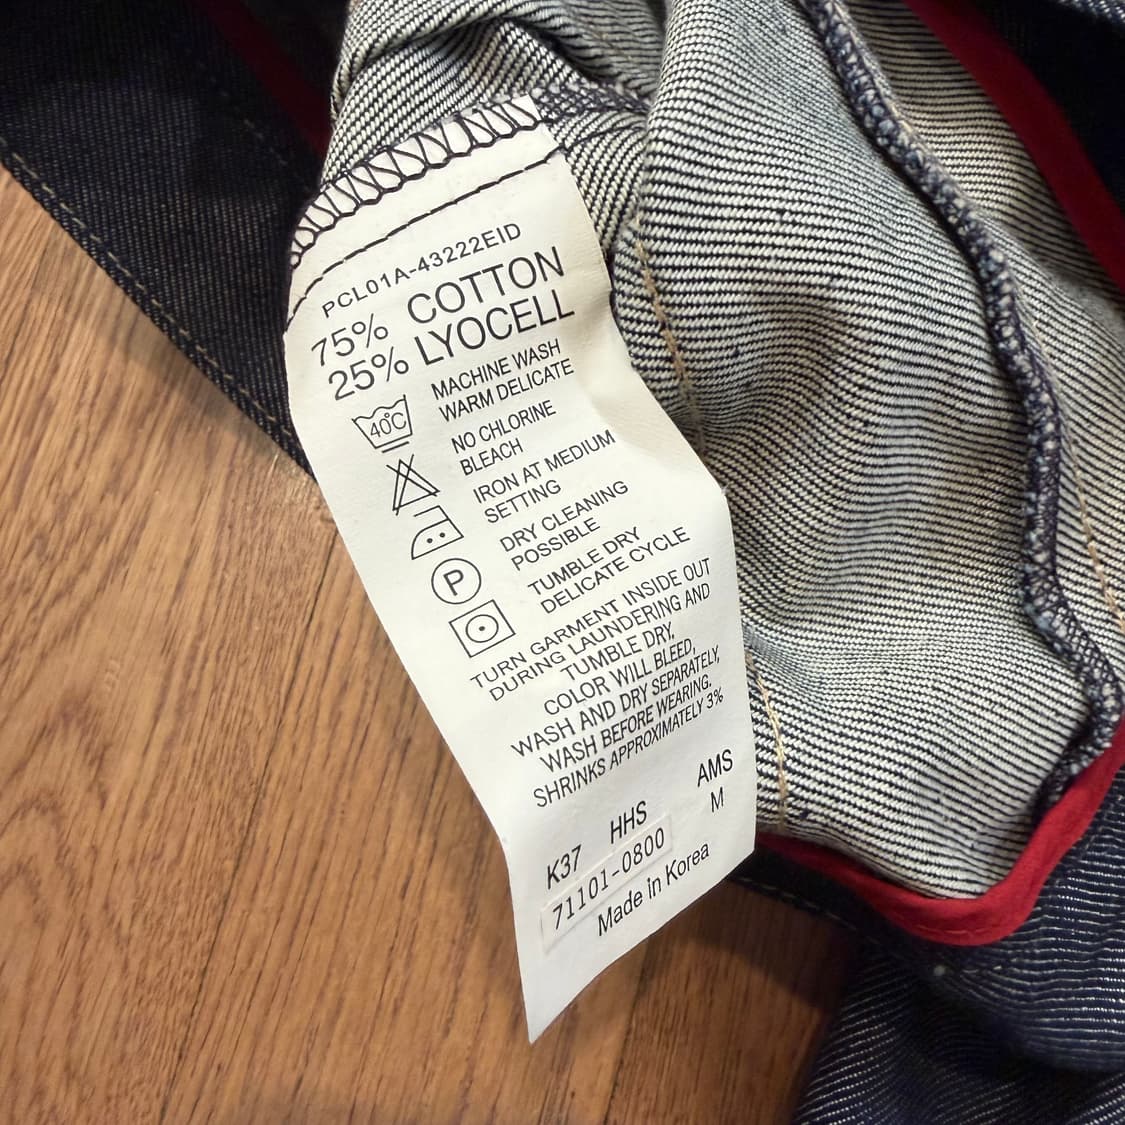 PCL01A-43222EID
75% COTTON
25% LYOCELL
40°C
MACHINE WASH
WARM DELICATE
NO CHLORINE
BLEACH
IRON AT MEDIUM
SETTING
P
DRY CLEANING
POSSIBLE
TUMBLE DRY
DELICATE CYCLE
TURN GARMENT INSIDE OUT
DURING LAUNDERING AND
TUMBLE DRY,
COLOR WILL BLEED,
WASH AND DRY SEPARATELY,
WASH BEFORE WEARING.
SHRINKS APPROXIMATELY 3%
K37 HHS AMS
71101-0800 M
Made in Korea